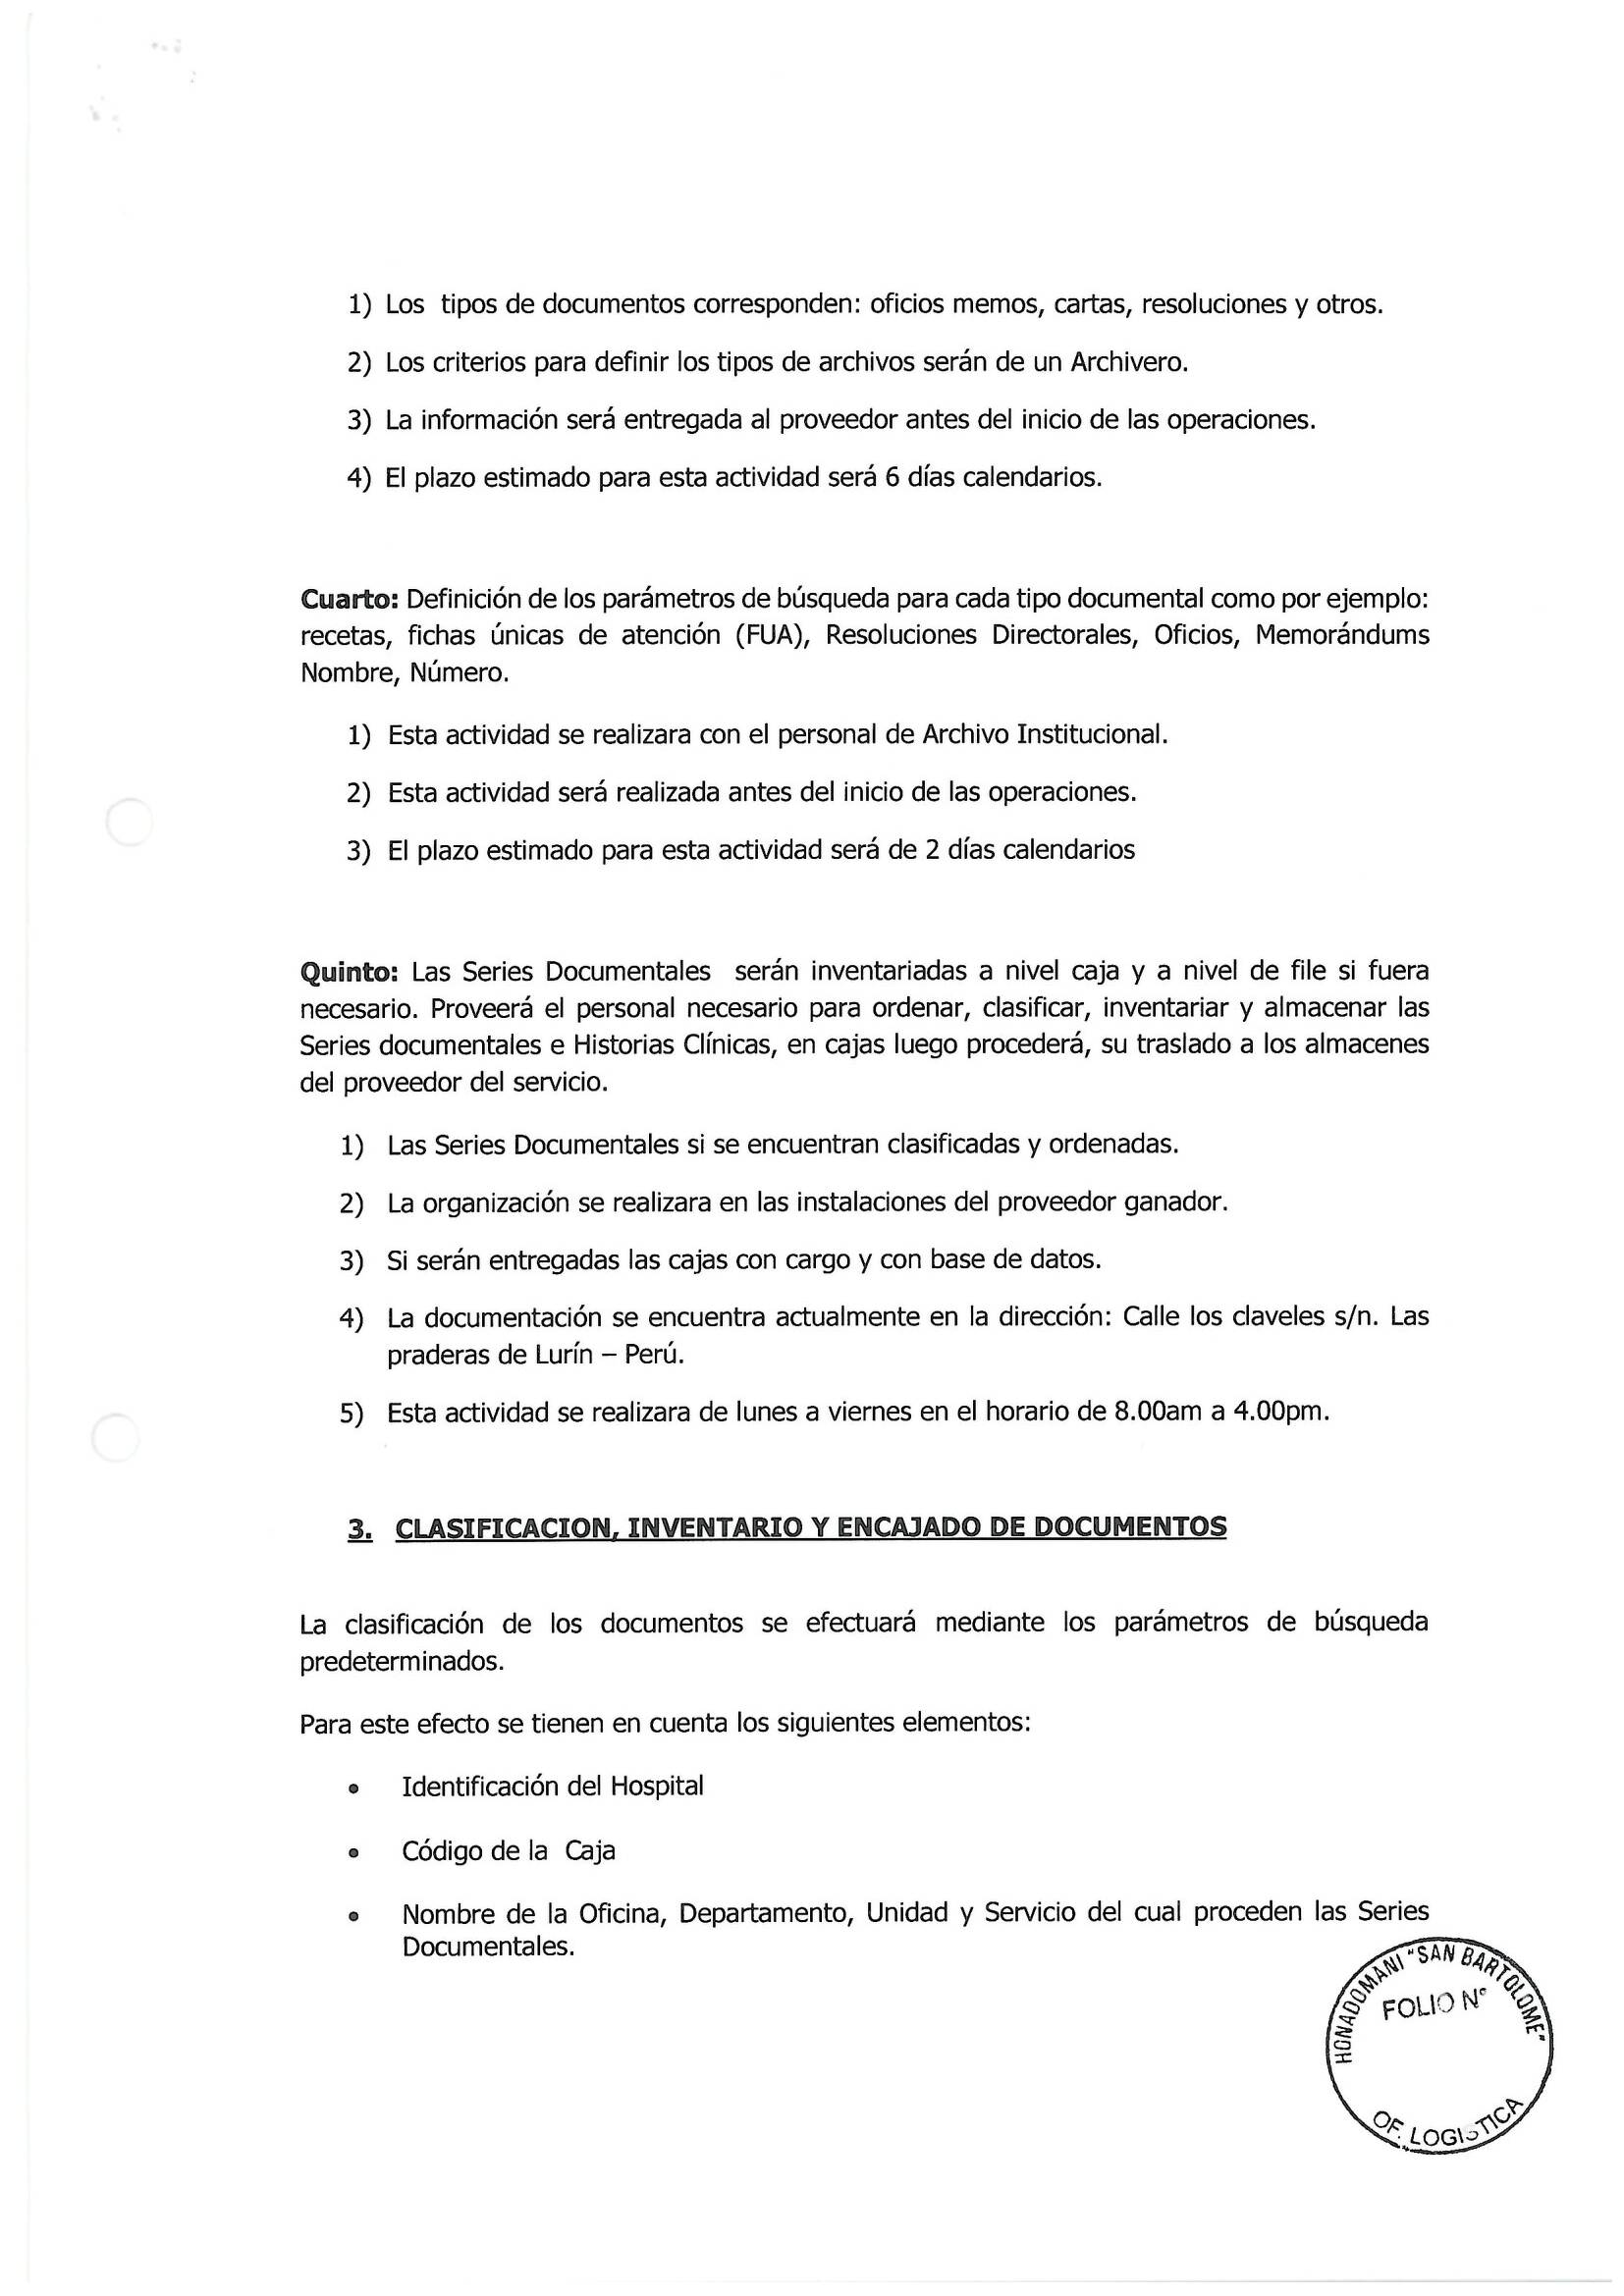 1) Los tipos de documentos corresponden: oficios memos, cartas, resoluciones y otros.
2) Los criterios para definir los tipos de archivos serán de un Archivero.
3) La información será entregada al proveedor antes del inicio de las operaciones.
4) El plazo estimado para esta actividad será 6 días calendarios.
Cuarto: Definición de los parámetros de búsqueda para cada tipo documental como por ejemplo:
recetas, fichas únicas de atención (FUA), Resoluciones Directorales, Oficios, Memorándums
Nombre, Número.
1) Esta actividad se realizara con el personal de Archivo Institucional.
2) Esta actividad será realizada antes del inicio de las operaciones.
3) El plazo estimado para esta actividad será de 2 días calendarios
Quinto: Las Series Documentales serán inventariadas a nivel caja y a nivel de file si fuera
necesario. Proveerá el personal necesario para ordenar, clasificar, inventariar y almacenar las
Series documentales e Historias Clínicas, en cajas luego procederá, su traslado a los almacenes
del proveedor del servicio.
1) Las Series Documentales si se encuentran clasificadas y ordenadas.
2) La organización se realizara en las instalaciones del proveedor ganador.
3) Si serán entregadas las cajas con cargo y con base de datos.
4) La documentación se encuentra actualmente en la dirección: Calle los claveles s/n. Las
praderas de Lurín – Perú.
5) Esta actividad se realizara de lunes a viernes en el horario de 8.00am a 4.00pm.
3. CLASIFICACION, INVENTARIO Y ENCAJADO DE DOCUMENTOS
La clasificación de los documentos se efectuará mediante los parámetros de búsqueda
predeterminados.
Para este efecto se tienen en cuenta los siguientes elementos:
• Identificación del Hospital
• Código de la Caja
• Nombre de la Oficina, Departamento, Unidad y Servicio del cual proceden las Series
Documentales.
HONADOMANI "SAN BARTOLOME"
FOLIO N°
OF. LOGISTICA